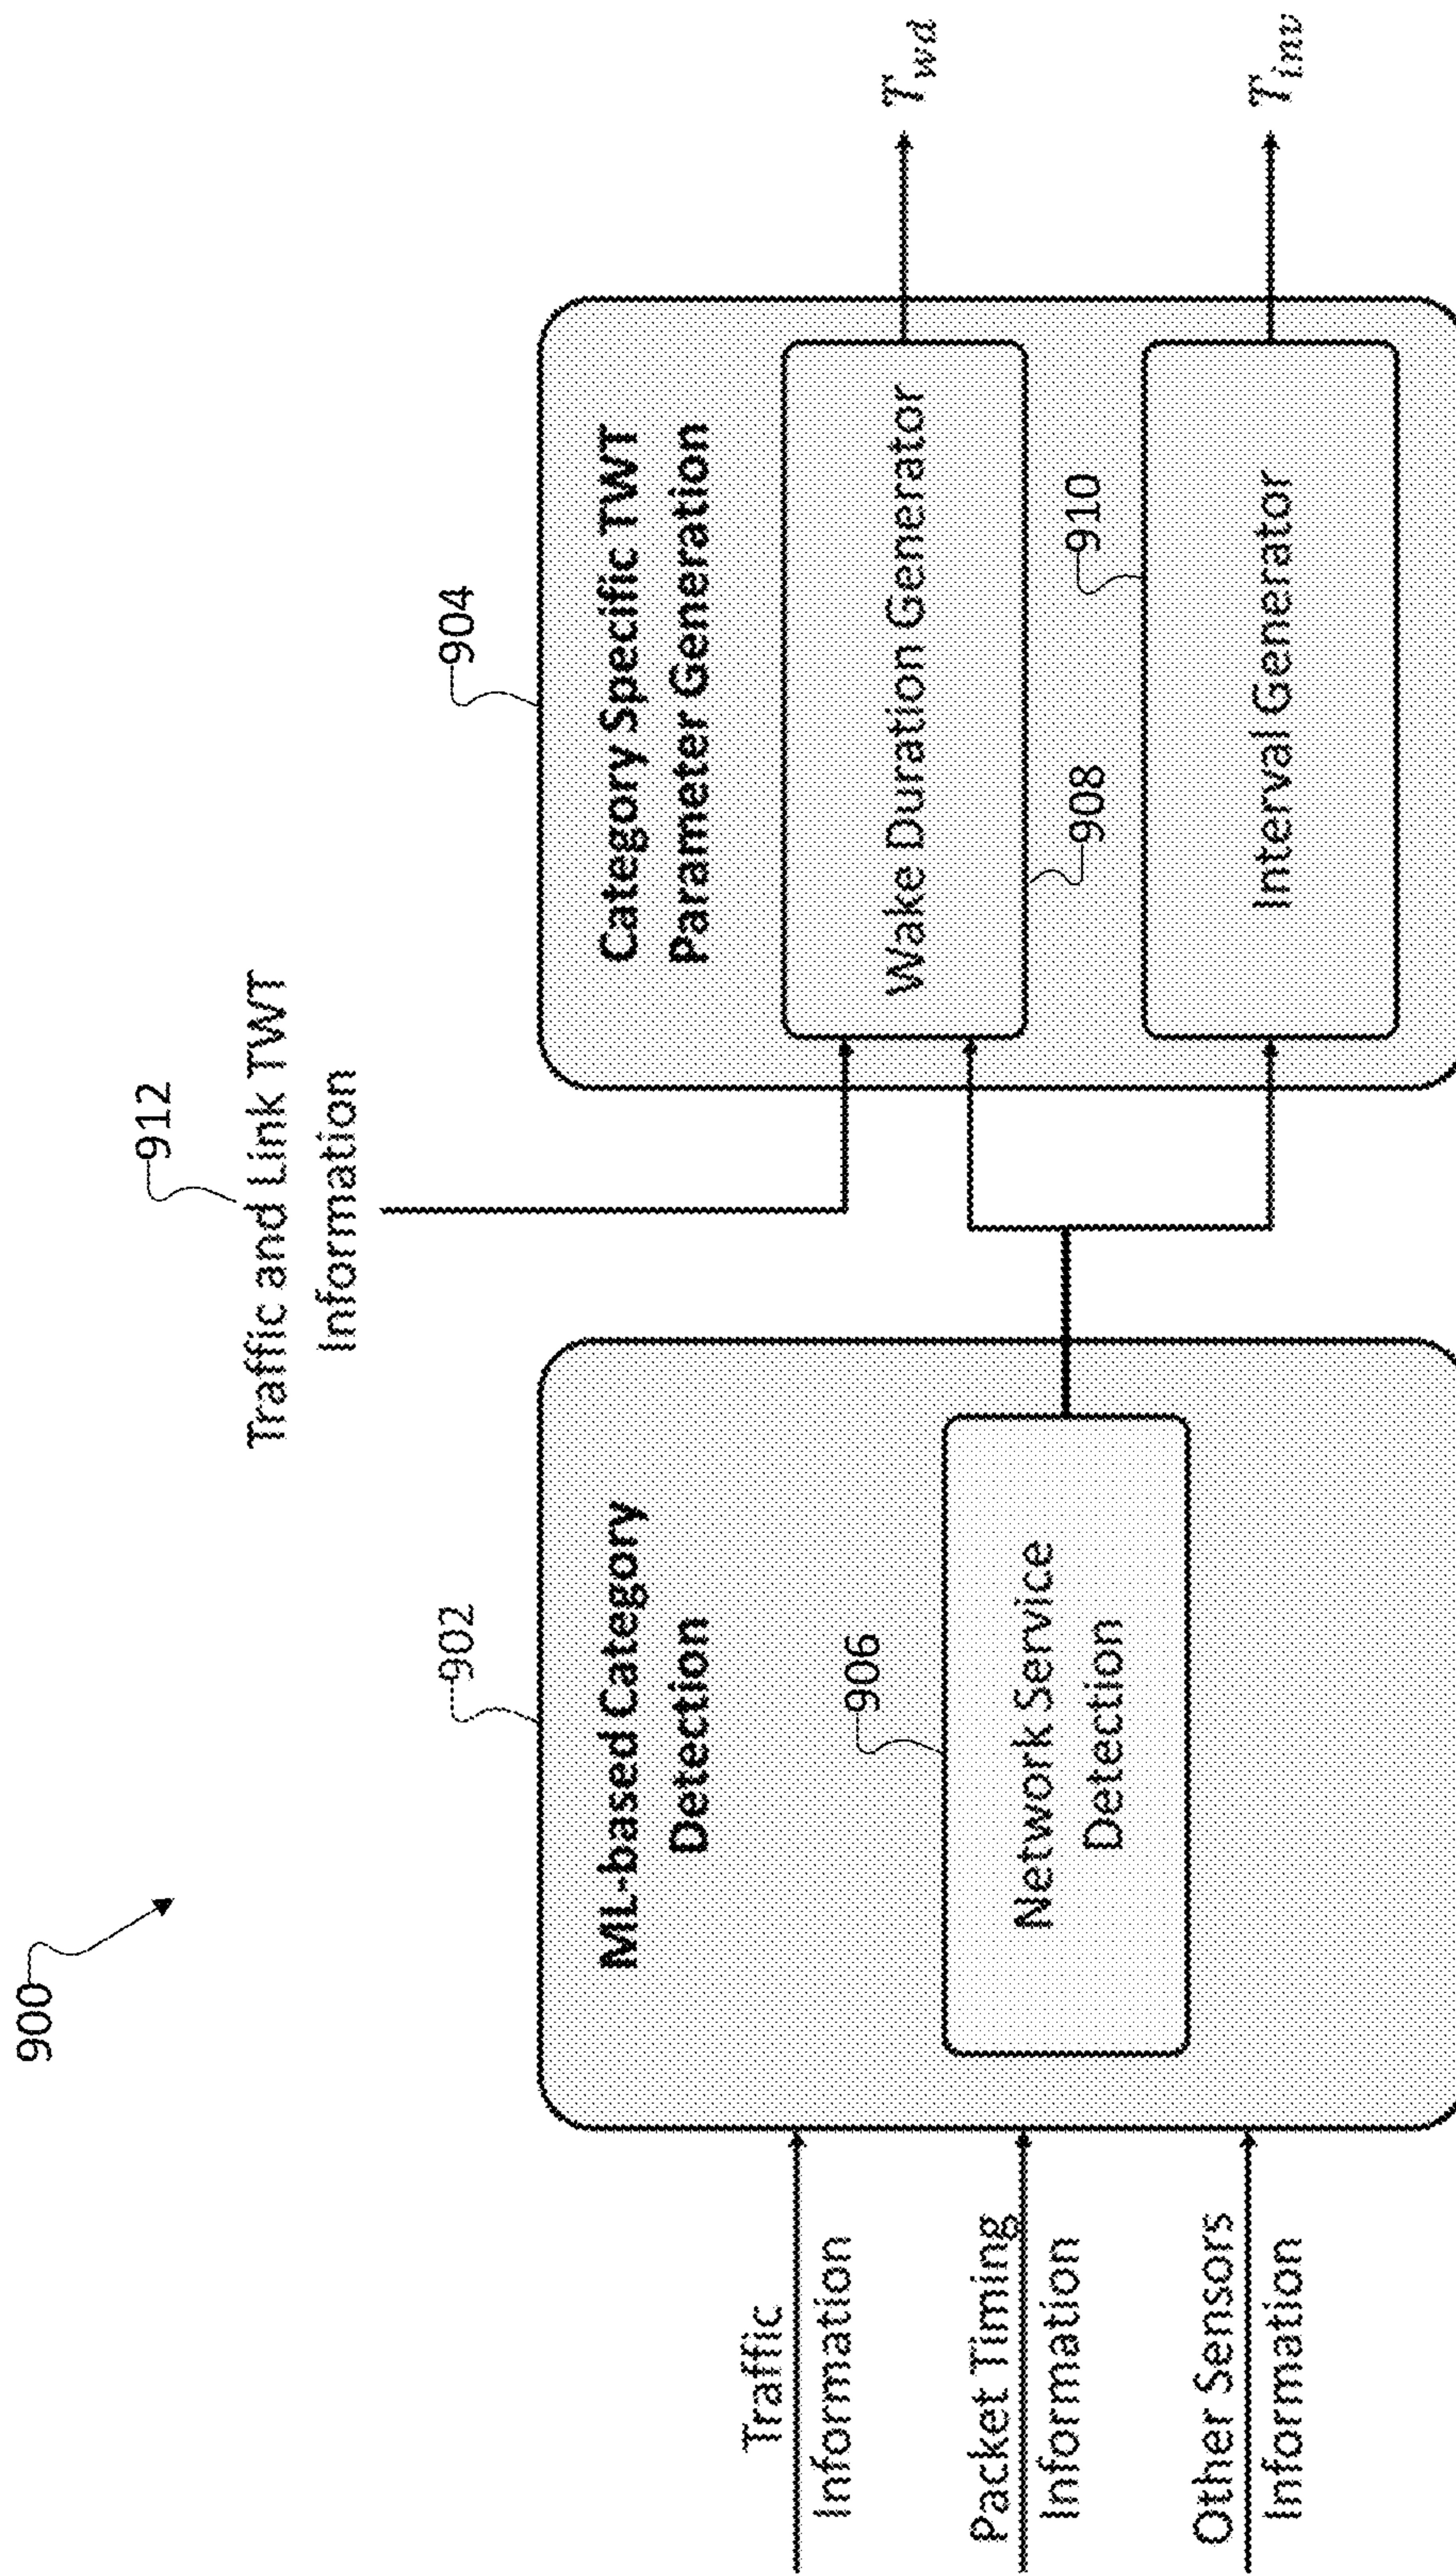 900
912
Traffic and Link TWT
Information
902
904
ML-based Category
Detection
906
Network Service
Detection
Category Specific TWT
Parameter Generation
Wake Duration Generator
908
910
Interval Generator
Traffic
Information
Packet Timing
Information
Other Sensors
Information
T_wd
T_inv